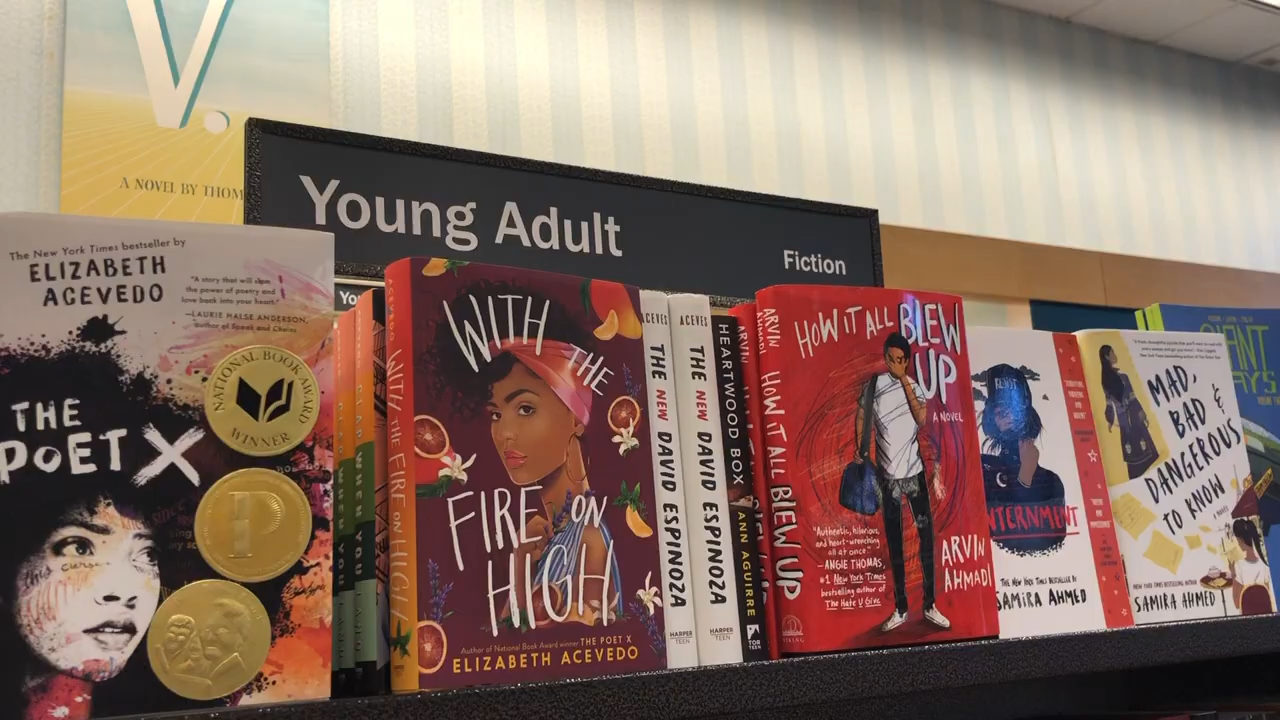 V.
A NOVEL BY THOM
Young Adult
Fiction
The New York Times bestseller by
ELIZABETH
ACEVEDO
"A story that will slam
the power of poetry and
love back into your heart."
—LAURIE HALSE ANDERSON,
author of Speak and Chains
NATIONAL BOOK AWARD
WINNER
THE
POET X
P
WITH THE FIRE ON HIGH
WITH
THE
FIRE ON
HIGH
Author of National Book Award winner THE POET X
ELIZABETH ACEVEDO
ACEVES
THE NEW DAVID ESPINOZA
HARPER
TEEN
ACEVES
THE NEW DAVID ESPINOZA
HARPER
TEEN
HEARTWOOD BOX
ANN AGUIRRE
TOR
TEEN
ARVIN
AHMADI
HOW IT ALL BLEW UP
HOW IT ALL BLEW
UP
A NOVEL
"Authentic, hilarious,
and heart-wrenching
all at once."
—ANGIE THOMAS,
#1 New York Times
bestselling author of
The Hate U Give
ARVIN
AHMADI
RESIST
INTERNMENT
THE NEW YORK TIMES BESTSELLER BY
SAMIRA AHMED
MAD,
BAD &
DANGEROUS
TO KNOW
A NOVEL
NEW YORK TIMES BESTSELLING AUTHOR
SAMIRA AHMED